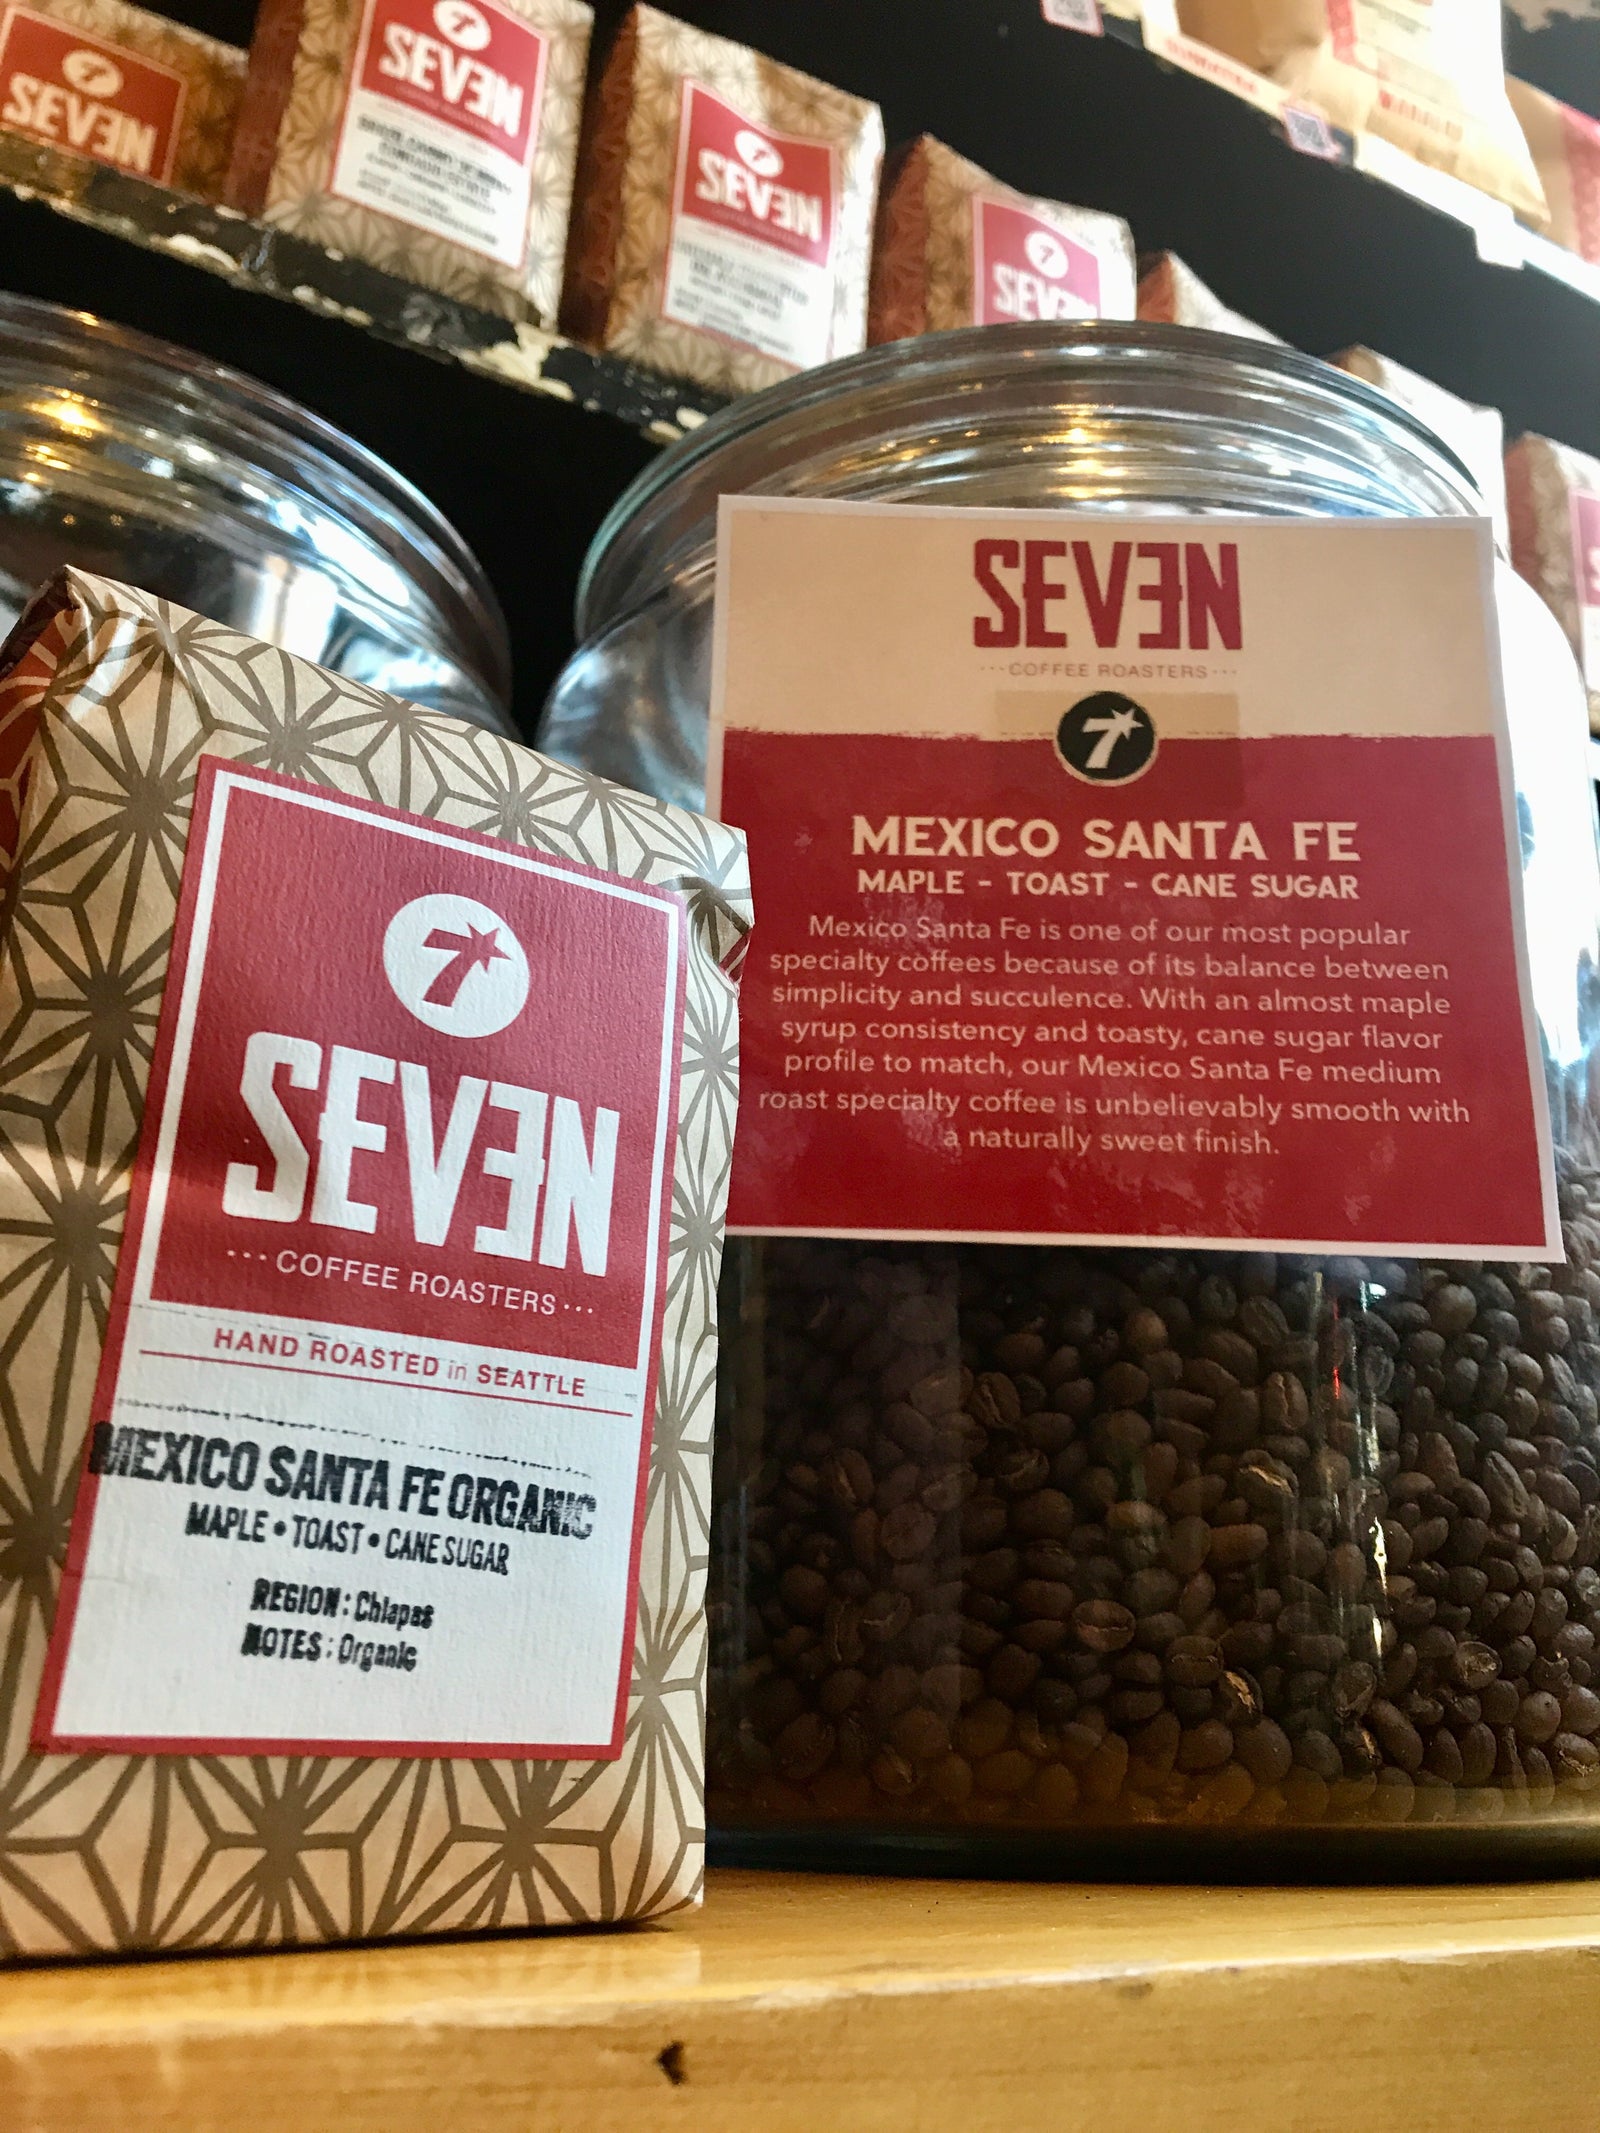 7
SEVEN
7
SEVEN
7
SEVEN
7
SEVEN
SEVEN
COFFEE ROASTERS
7
MEXICO SANTA FE
MAPLE - TOAST - CANE SUGAR
Mexico Santa Fe is one of our most popular
specialty coffees because of its balance between
simplicity and succulence. With an almost maple
syrup consistency and toasty, cane sugar flavor
profile to match, our Mexico Santa Fe medium
roast specialty coffee is unbelievably smooth with
a naturally sweet finish.
7
SEVEN
···COFFEE ROASTERS···
HAND ROASTED in SEATTLE
MEXICO SANTA FE ORGANIC
MAPLE • TOAST • CANE SUGAR
REGION: Chiapas
NOTES: Organic